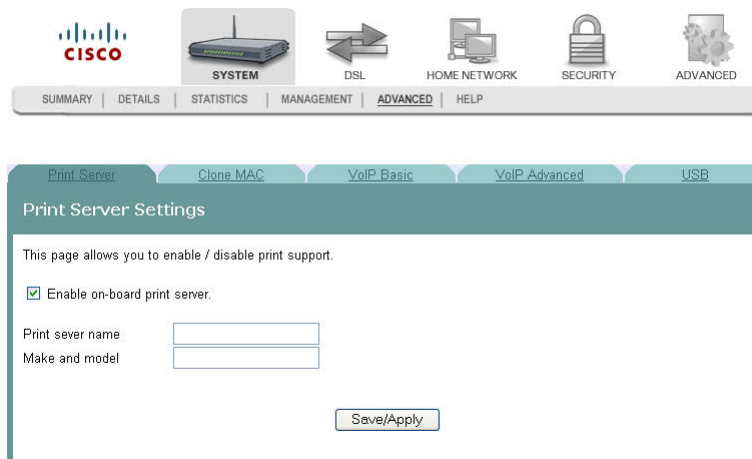 CISCO
SYSTEM DSL HOME NETWORK SECURITY ADVANCED
SUMMARY | DETAILS | STATISTICS | MANAGEMENT | ADVANCED | HELP
Print Server Clone MAC VoIP Basic VoIP Advanced USB
Print Server Settings
This page allows you to enable / disable print support.
Enable on-board print server.
Print sever name
Make and model
Save/Apply